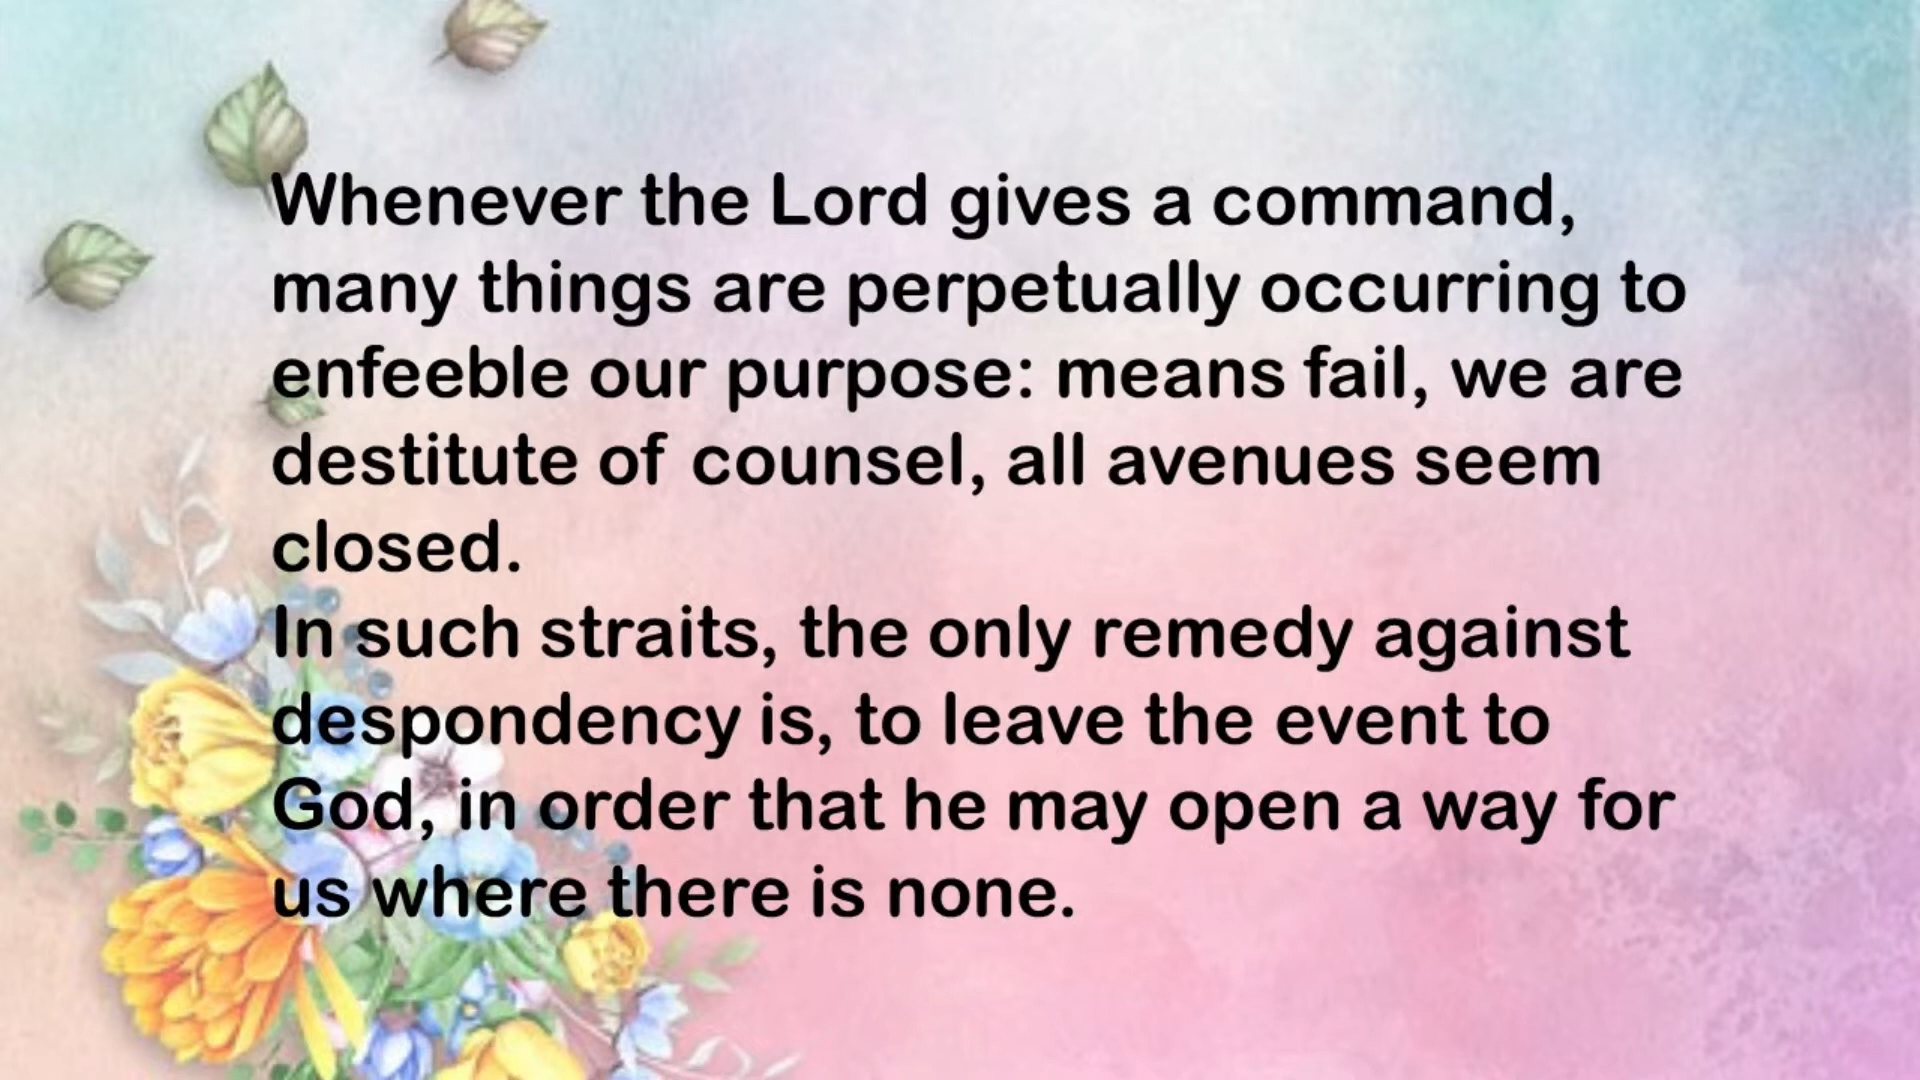 Whenever the Lord gives a command,
many things are perpetually occurring to
enfeeble our purpose: means fail, we are
destitute of counsel, all avenues seem
closed.
In such straits, the only remedy against
despondency is, to leave the event to
God, in order that he may open a way for
us where there is none.